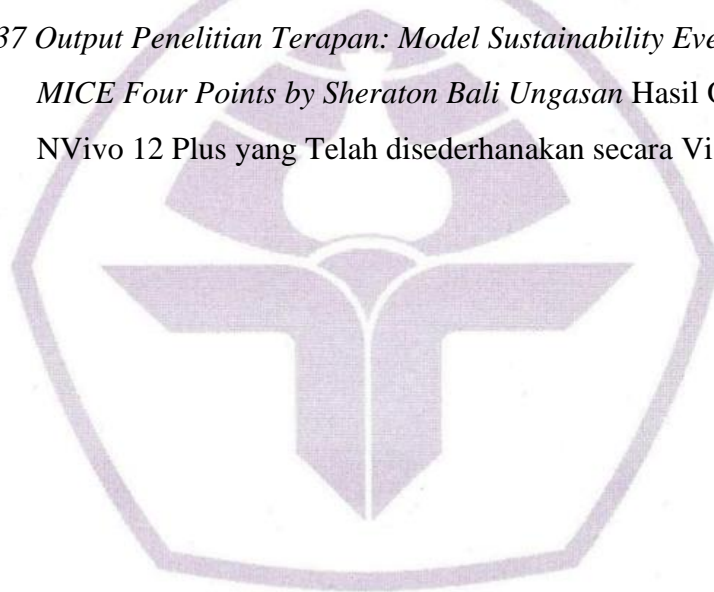 37 Output Penelitian Terapan: Model Sustainability Eve
MICE Four Points by Sheraton Bali Ungasan Hasil
NVivo 12 Plus yang Telah disederhanakan secara